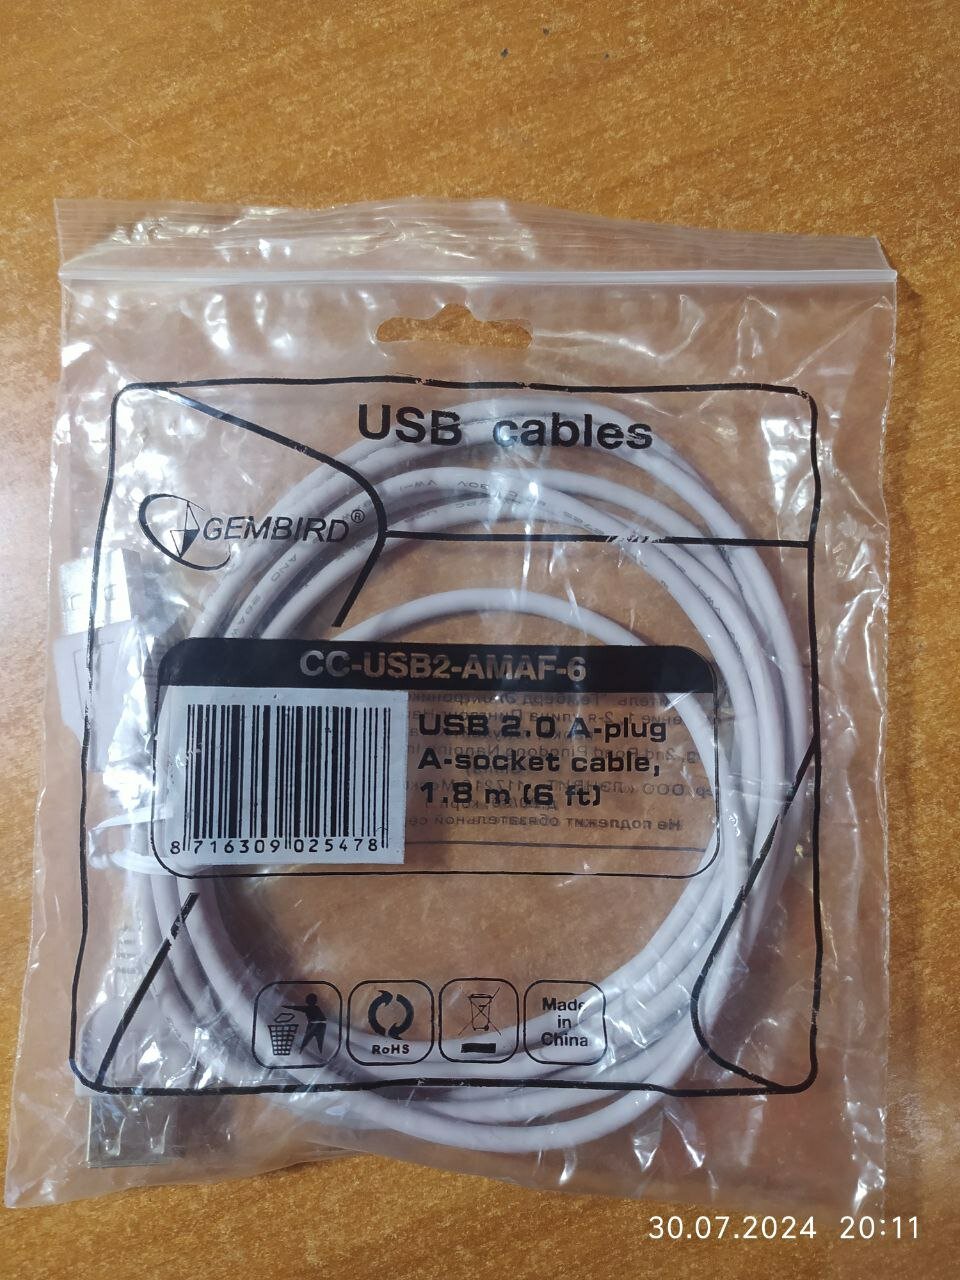 USB cables
GEMBIRD®
CC-USB2-AMAF-6
USB 2.0 A-plug
A-socket cable,
1.8 m (6 ft)
8 716309 025478
RoHS
Made
in
China
30.07.2024 20:11